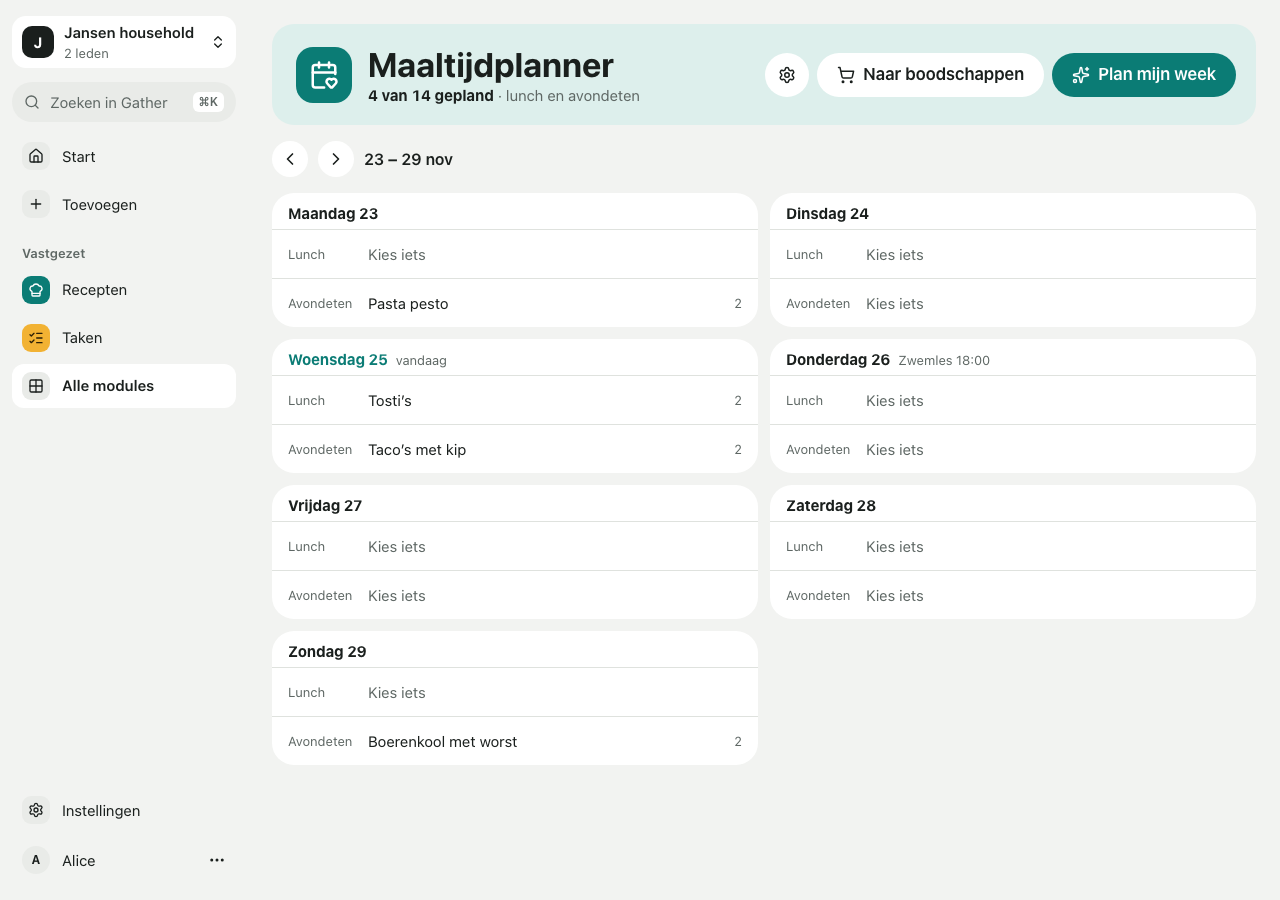 J
Jansen household
2 leden
Zoeken in Gather
⌘K
Start
Toevoegen
Vastgezet
Recepten
Taken
Alle modules
Instellingen
A
Alice
Maaltijdplanner
4 van 14 gepland · lunch en avondeten
Naar boodschappen
Plan mijn week
23 – 29 nov
Maandag 23
Lunch Kies iets
Avondeten Pasta pesto 2
Dinsdag 24
Lunch Kies iets
Avondeten Kies iets
Woensdag 25 vandaag
Lunch Tosti's 2
Avondeten Taco's met kip 2
Donderdag 26 Zwemles 18:00
Lunch Kies iets
Avondeten Kies iets
Vrijdag 27
Lunch Kies iets
Avondeten Kies iets
Zaterdag 28
Lunch Kies iets
Avondeten Kies iets
Zondag 29
Lunch Kies iets
Avondeten Boerenkool met worst 2